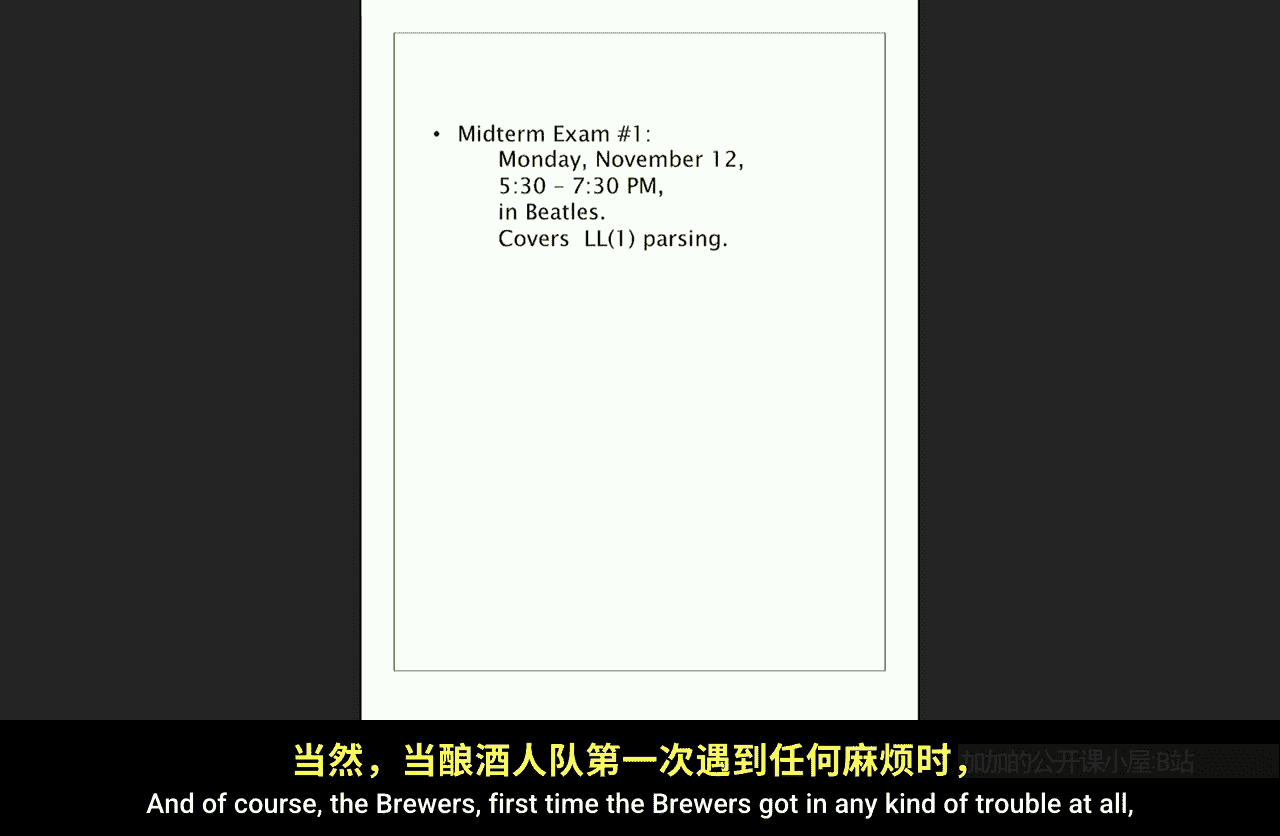 • Midterm Exam #1:
Monday, November 12,
5:30 – 7:30 PM,
in Beatles.
Covers LL(1) parsing.
当然，当酿酒人队第一次遇到任何麻烦时，
加加的公开课小屋:B站
And of course, the Brewers, first time the Brewers got in any kind of trouble at all,